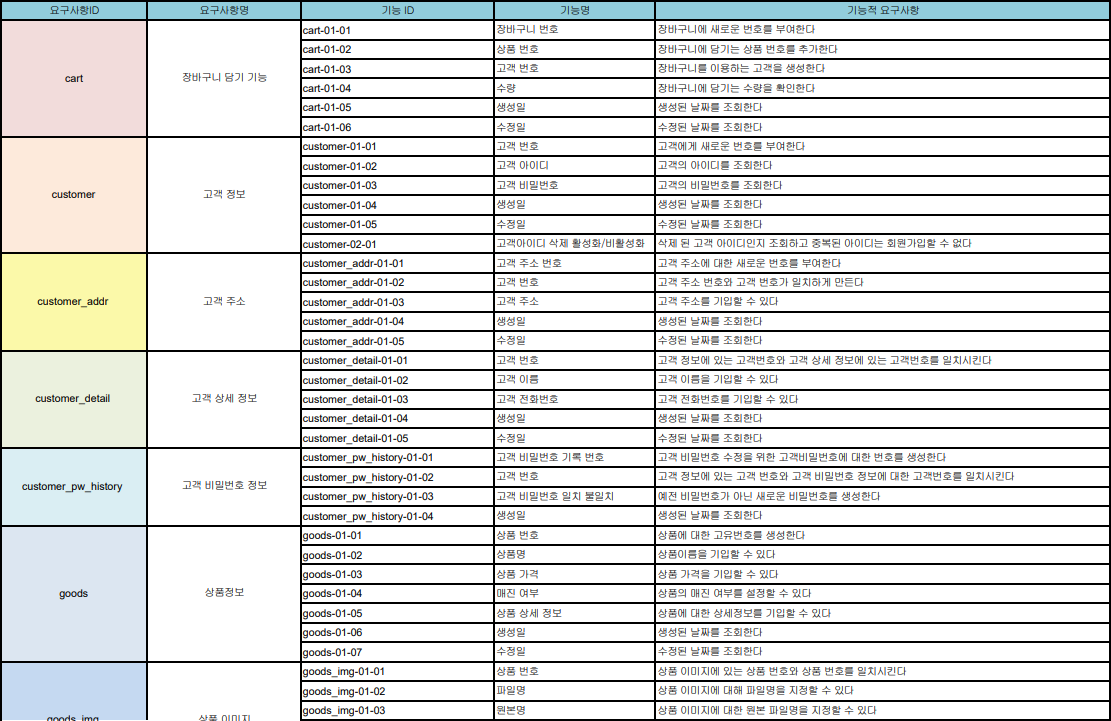 요구사항ID 요구사항명 기능 ID 기능명 기능적 요구사항
cart 장바구니 담기 기능
cart-01-01 장바구니 번호 장바구니에 새로운 번호를 부여한다
cart-01-02 상품 번호 장바구니에 담기는 상품 번호를 추가한다
cart-01-03 고객 번호 장바구니를 이용하는 고객을 생성한다
cart-01-04 수량 장바구니에 담기는 수량을 확인한다
cart-01-05 생성일 생성된 날짜를 조회한다
cart-01-06 수정일 수정된 날짜를 조회한다
customer 고객 정보
customer-01-01 고객 번호 고객에게 새로운 번호를 부여한다
customer-01-02 고객 아이디 고객의 아이디를 조회한다
customer-01-03 고객 비밀번호 고객의 비밀번호를 조회한다
customer-01-04 생성일 생성된 날짜를 조회한다
customer-01-05 수정일 수정된 날짜를 조회한다
customer-02-01 고객아이디 삭제 활성화/비활성화 삭제 된 고객 아이디인지 조회하고 중복된 아이디는 회원가입할 수 없다
customer_addr 고객 주소
customer_addr-01-01 고객 주소 번호 고객 주소에 대한 새로운 번호를 부여한다
customer_addr-01-02 고객 번호 고객 주소 번호와 고객 번호가 일치하게 만든다
customer_addr-01-03 고객 주소 고객 주소를 기입할 수 있다
customer_addr-01-04 생성일 생성된 날짜를 조회한다
customer_addr-01-05 수정일 수정된 날짜를 조회한다
customer_detail 고객 상세 정보
customer_detail-01-01 고객 번호 고객 정보에 있는 고객번호와 고객 상세 정보에 있는 고객번호를 일치시킨다
customer_detail-01-02 고객 이름 고객 이름을 기입할 수 있다
customer_detail-01-03 고객 전화번호 고객 전화번호를 기입할 수 있다
customer_detail-01-04 생성일 생성된 날짜를 조회한다
customer_detail-01-05 수정일 수정된 날짜를 조회한다
customer_pw_history 고객 비밀번호 정보
customer_pw_history-01-01 고객 비밀번호 기록 번호 고객 비밀번호 수정을 위한 고객비밀번호에 대한 번호를 생성한다
customer_pw_history-01-02 고객 번호 고객 정보에 있는 고객 번호와 고객 비밀번호 정보에 대한 고객번호를 일치시킨다
customer_pw_history-01-03 고객 비밀번호 일치 불일치 예전 비밀번호가 아닌 새로운 비밀번호를 생성한다
customer_pw_history-01-04 생성일 생성된 날짜를 조회한다
goods 상품정보
goods-01-01 상품 번호 상품에 대한 고유번호를 생성한다
goods-01-02 상품명 상품이름을 기입할 수 있다
goods-01-03 상품 가격 상품 가격을 기입할 수 있다
goods-01-04 매진 여부 상품의 매진 여부를 설정할 수 있다
goods-01-05 상품 상세 정보 상품에 대한 상세정보를 기입할 수 있다
goods-01-06 생성일 생성된 날짜를 조회한다
goods-01-07 수정일 수정된 날짜를 조회한다
goods_img 상품 이미지
goods_img-01-01 상품 번호 상품 이미지에 있는 상품 번호와 상품 번호를 일치시킨다
goods_img-01-02 파일명 상품 이미지에 대해 파일명을 지정할 수 있다
goods_img-01-03 원본명 상품 이미지에 대한 원본 파일명을 지정할 수 있다